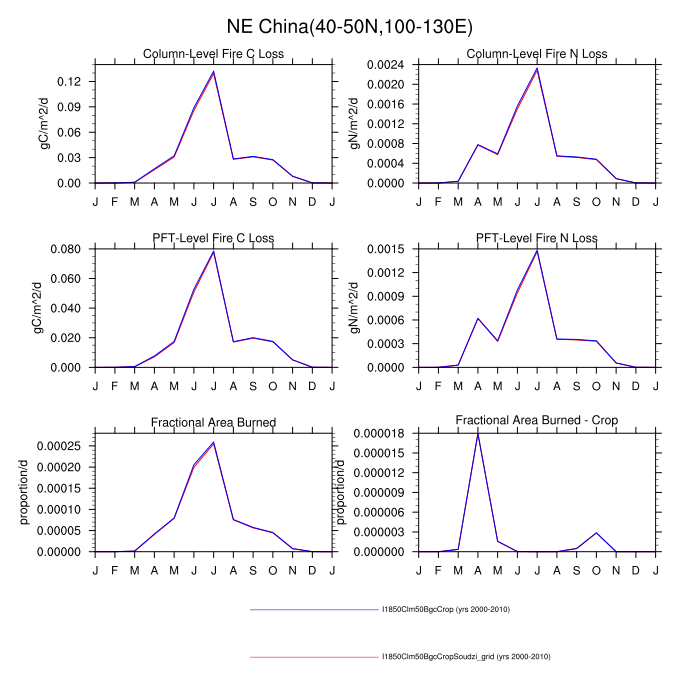 NE China(40-50N,100-130E)
Column-Level Fire C Loss
gC/m^2/d
0.12
0.09
0.06
0.03
0.00
J F M A M J J A S O N D J
Column-Level Fire N Loss
gN/m^2/d
0.0024
0.0020
0.0016
0.0012
0.0008
0.0004
0.0000
J F M A M J J A S O N D J
PFT-Level Fire C Loss
gC/m^2/d
0.080
0.060
0.040
0.020
0.000
J F M A M J J A S O N D J
PFT-Level Fire N Loss
gN/m^2/d
0.0015
0.0012
0.0009
0.0006
0.0003
0.0000
J F M A M J J A S O N D J
Fractional Area Burned
proportion/d
0.00025
0.00020
0.00015
0.00010
0.00005
0.00000
J F M A M J J A S O N D J
Fractional Area Burned - Crop
proportion/d
0.000018
0.000015
0.000012
0.000009
0.000006
0.000003
0.000000
J F M A M J J A S O N D J
I1850Clm50BgcCrop (yrs 2000-2010)
I1850Clm50BgcCropSoudzi_grid (yrs 2000-2010)